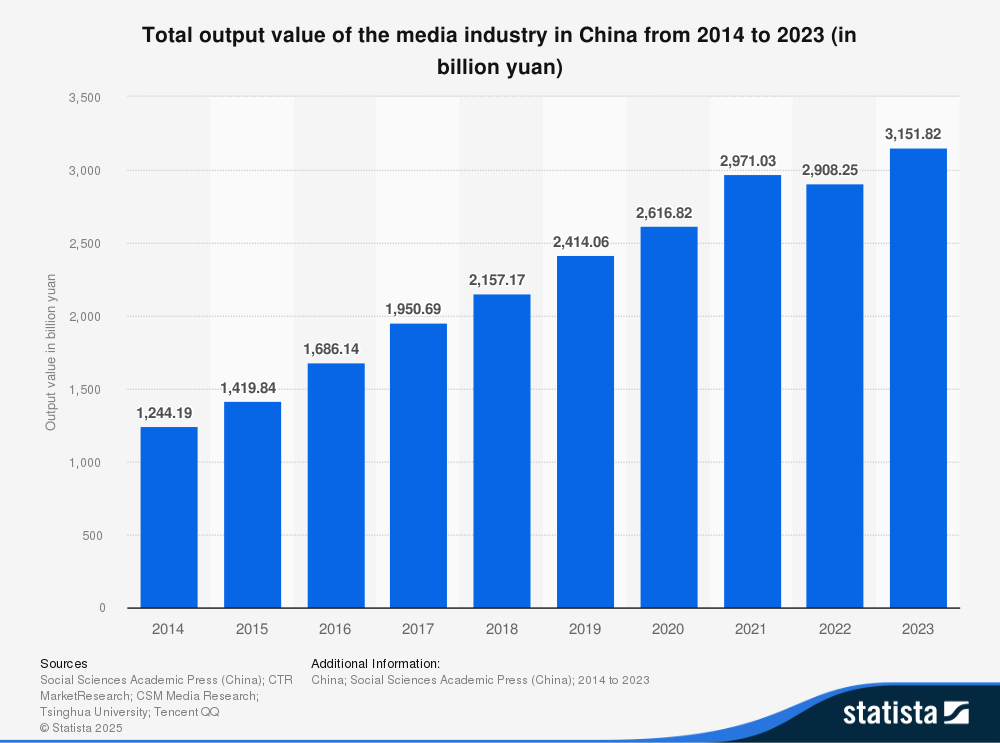 Total output value of the media industry in China from 2014 to 2023 (in
billion yuan)
Output value in billion yuan
3,500
3,000
2,500
2,000
1,500
1,000
500
0
1,244.19
1,419.84
1,686.14
1,950.69
2,157.17
2,414.06
2,616.82
2,971.03
2,908.25
3,151.82
2014
2015
2016
2017
2018
2019
2020
2021
2022
2023
Sources
Social Sciences Academic Press (China); CTR
MarketResearch; CSM Media Research;
Tsinghua University; Tencent QQ
© Statista 2025
Additional Information:
China; Social Sciences Academic Press (China); 2014 to 2023
statista